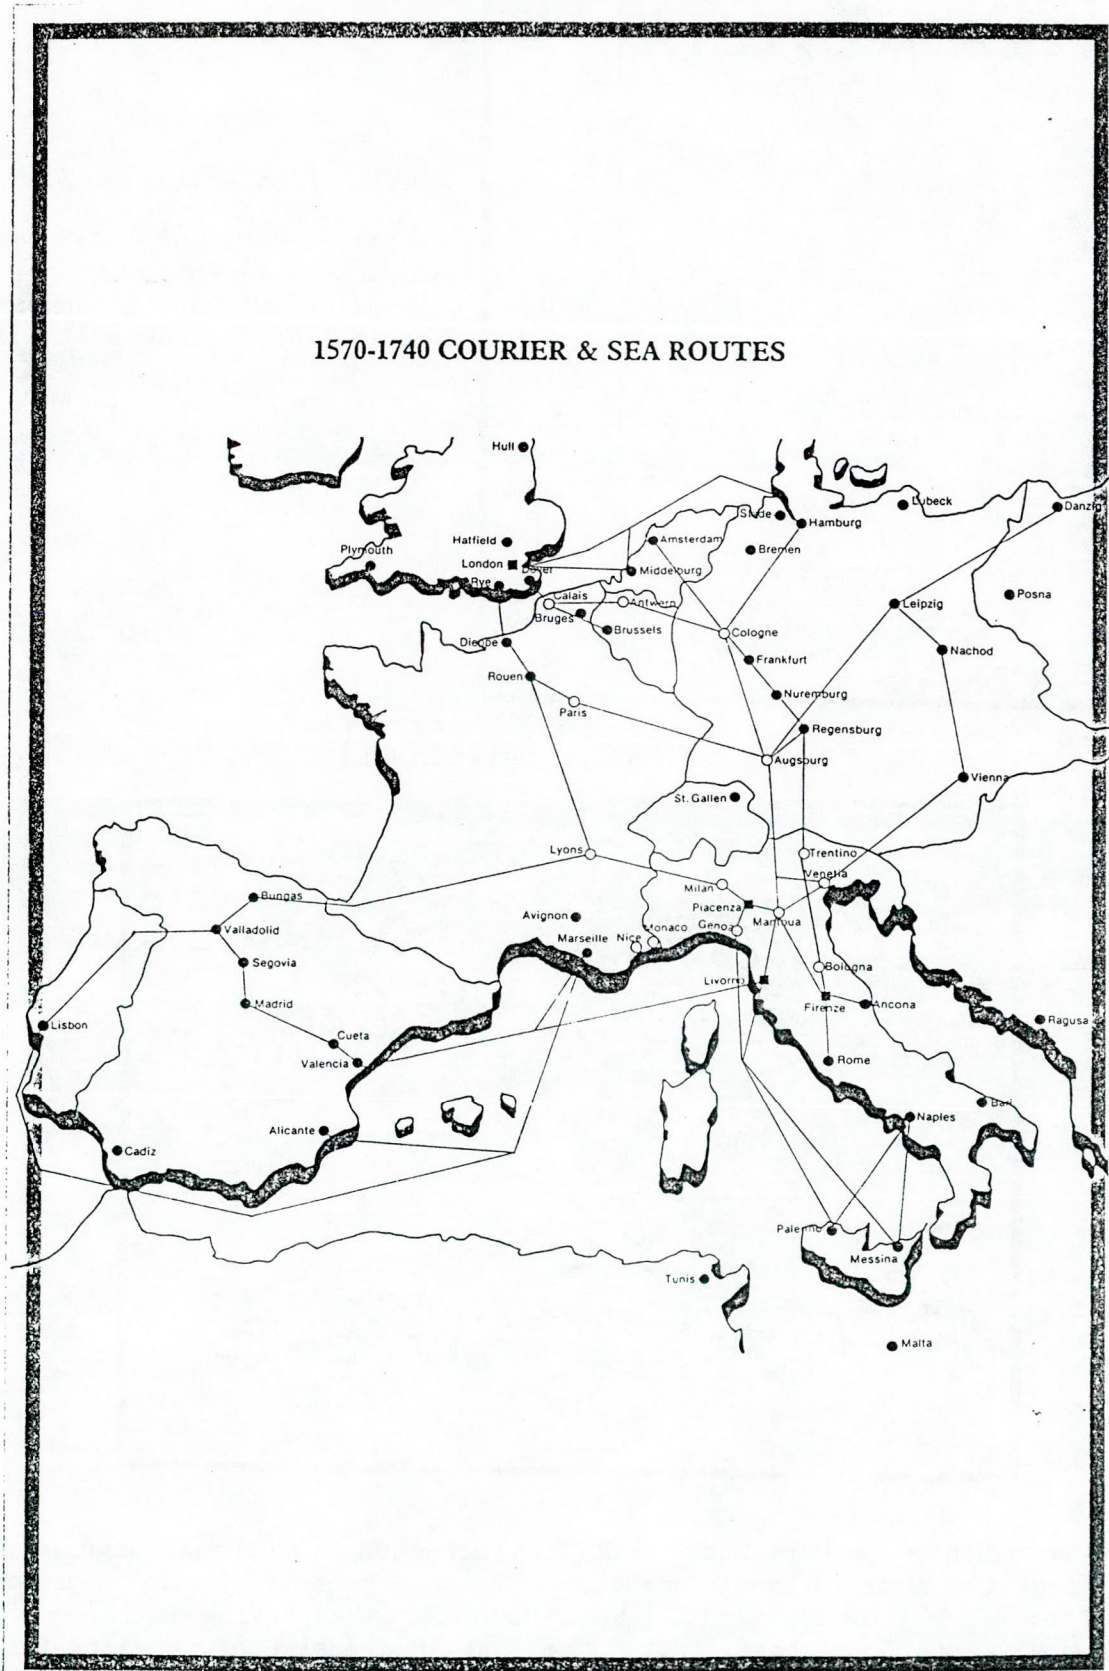 1570-1740 COURIER & SEA ROUTES
Hull
Lubeck
Danzig
Stade
Hamburg
Plymouth
Hatfield
Amsterdam
Bremen
London
Dover
Middelburg
Rye
Calais
Antwern
Leipzig
Posna
Bruges
Brussels
Cologne
Dieppe
Frankfurt
Nachod
Rouen
Nuremburg
Paris
Regensburg
Augsburg
Vienna
St. Gallen
Lyons
Trentino
Venetia
Milan
Bungas
Piacenza
Avignon
Genoa
Mantoua
Valladolid
Marseille
Nice
Monaco
Segovia
Bologna
Livorno
Madrid
Firenze
Ancona
Lisbon
Ragusa
Cueta
Valencia
Rome
Bari
Naples
Alicante
Cadiz
Palermo
Messina
Tunis
Malta